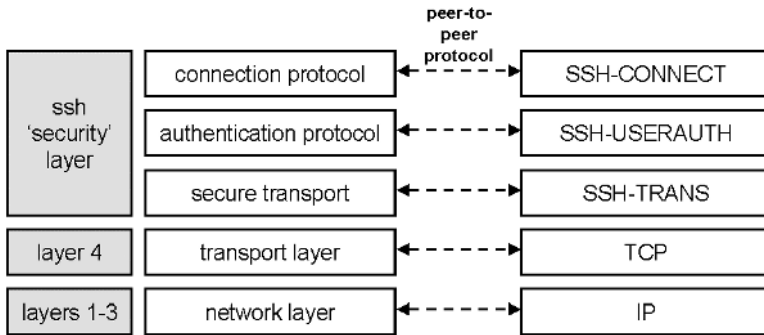 peer-to-
peer
protocol
connection protocol
SSH-CONNECT
ssh
'security'
layer
authentication protocol
SSH-USERAUTH
secure transport
SSH-TRANS
layer 4
transport layer
TCP
layers 1-3
network layer
IP